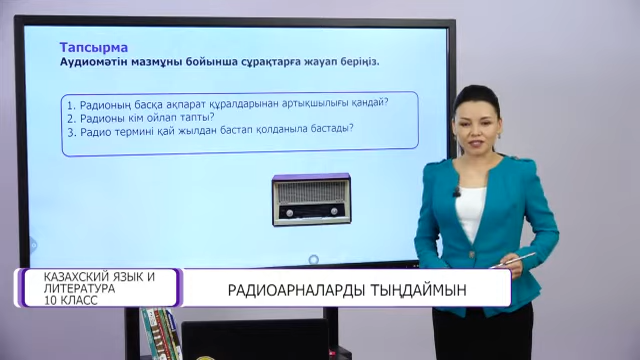 Тапсырма
Аудиомәтін мазмұны бойынша сұрақтарға жауап беріңіз.
1. Радионың басқа ақпарат құралдарынан артықшылығы қандай?
2. Радионы кім ойлап тапты?
3. Радио термині қай жылдан бастап қолданыла бастады?
КАЗАХСКИЙ ЯЗЫК И
ЛИТЕРАТУРА
10 КЛАСС
РАДИОАРНАЛАРДЫ ТЫҢДАЙМЫН